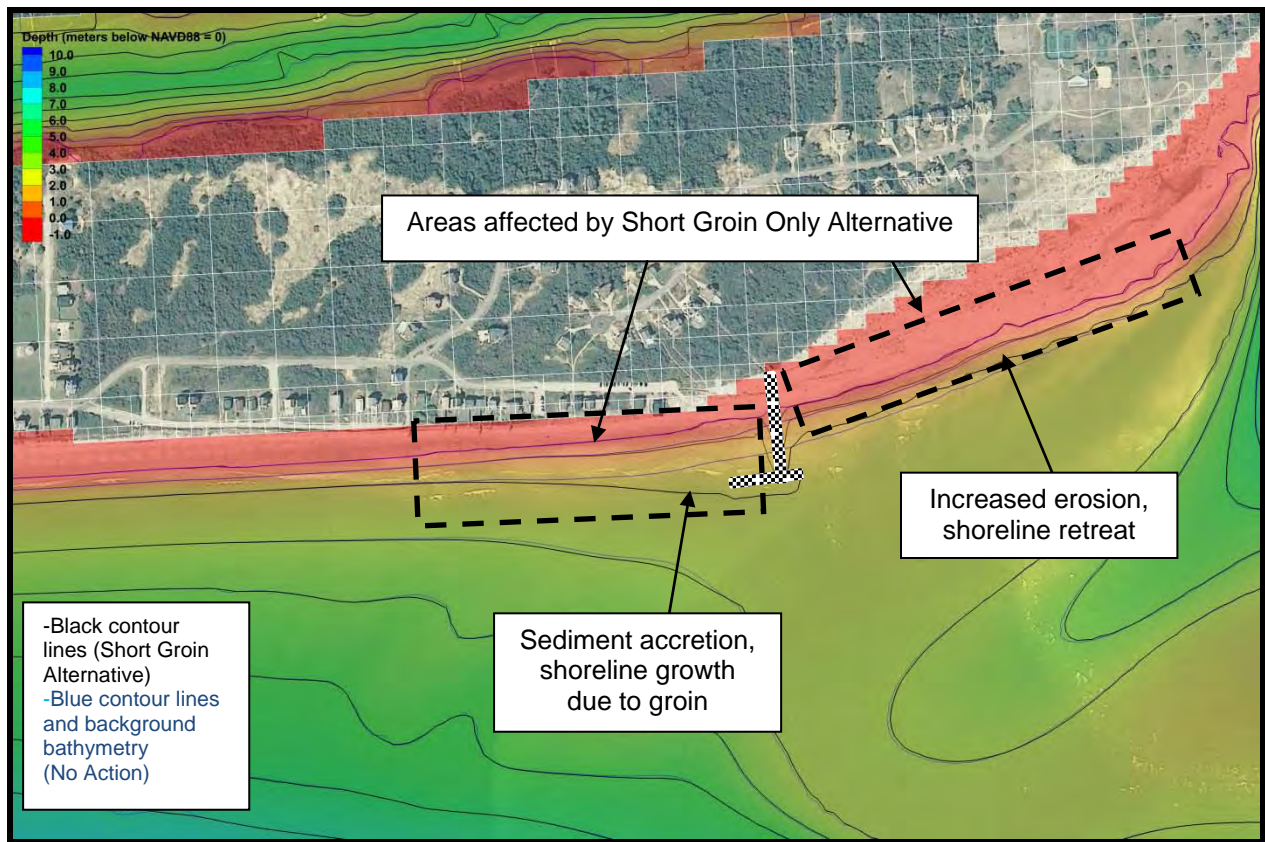 Depth (meters below NAVD88 = 0)
10.0
9.0
8.0
7.0
6.0
5.0
4.0
3.0
2.0
1.0
0.0
-1.0
Areas affected by Short Groin Only Alternative
Increased erosion,
shoreline retreat
Sediment accretion,
shoreline growth
due to groin
-Black contour
lines (Short Groin
Alternative)
-Blue contour lines
and background
bathymetry
(No Action)